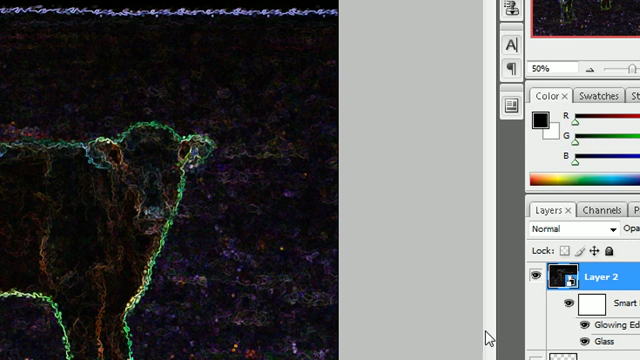 A
50%
Color × Swatches St
R
G
B
Layers × Channels P
Normal Opa
Lock:
Layer 2
Smart
Glowing Ed
Glass